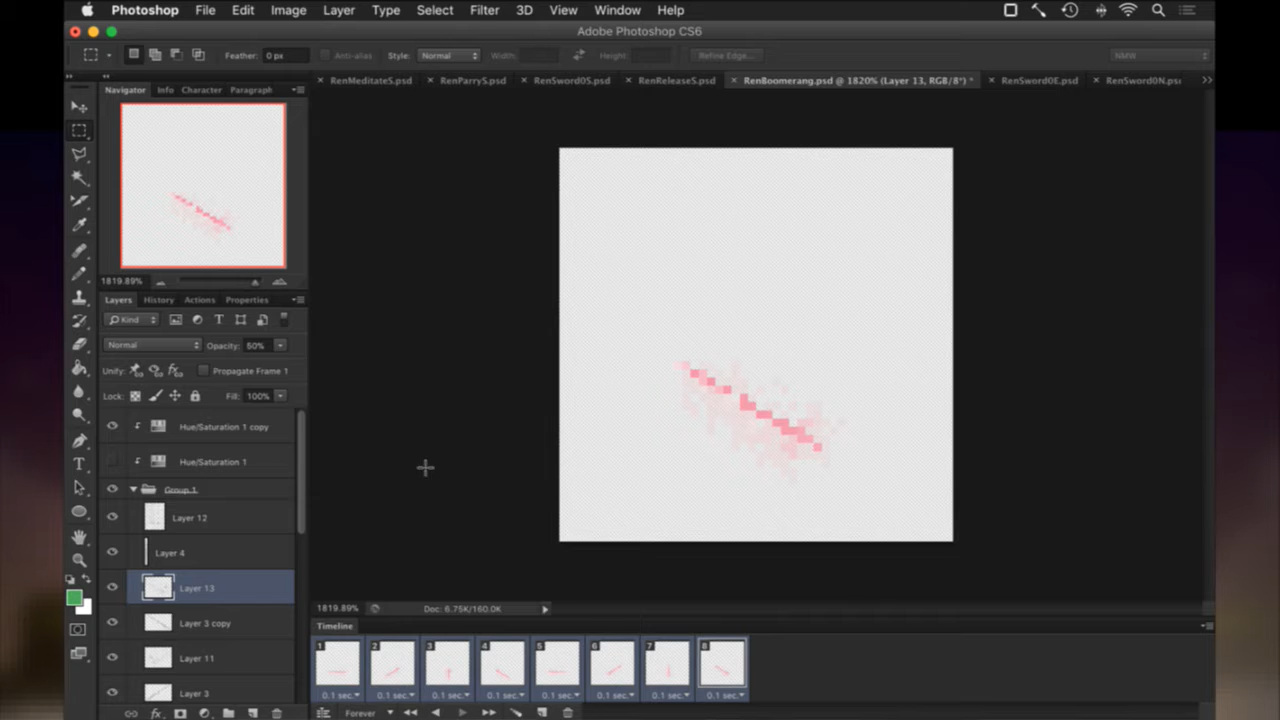 Photoshop File Edit Image Layer Type Select Filter 3D View Window Help
Adobe Photoshop CS6
Feather: 0 px Anti-alias Style: Normal Width: Height: Refine Edge... NMW
RenMeditateS.psd RenParryS.psd RenSword0S.psd RenReleaseS.psd RenBoomerang.psd @ 1820% (Layer 13, RGB/8*) * RenSword0E.psd RenSword0N.psd
Navigator Info Character Paragraph
1819.89%
Layers History Actions Properties
Kind
Normal Opacity: 50%
Unify: Propagate Frame 1
Lock: Fill: 100%
Hue/Saturation 1 copy
Hue/Saturation 1
Group 1
Layer 12
Layer 4
Layer 13
Layer 3 copy
Layer 11
Layer 3
1819.89% Doc: 6.75K/160.0K
Timeline
1 2 3 4 5 6 7 8
0.1 sec. 0.1 sec. 0.1 sec. 0.1 sec. 0.1 sec. 0.1 sec. 0.1 sec. 0.1 sec.
Forever